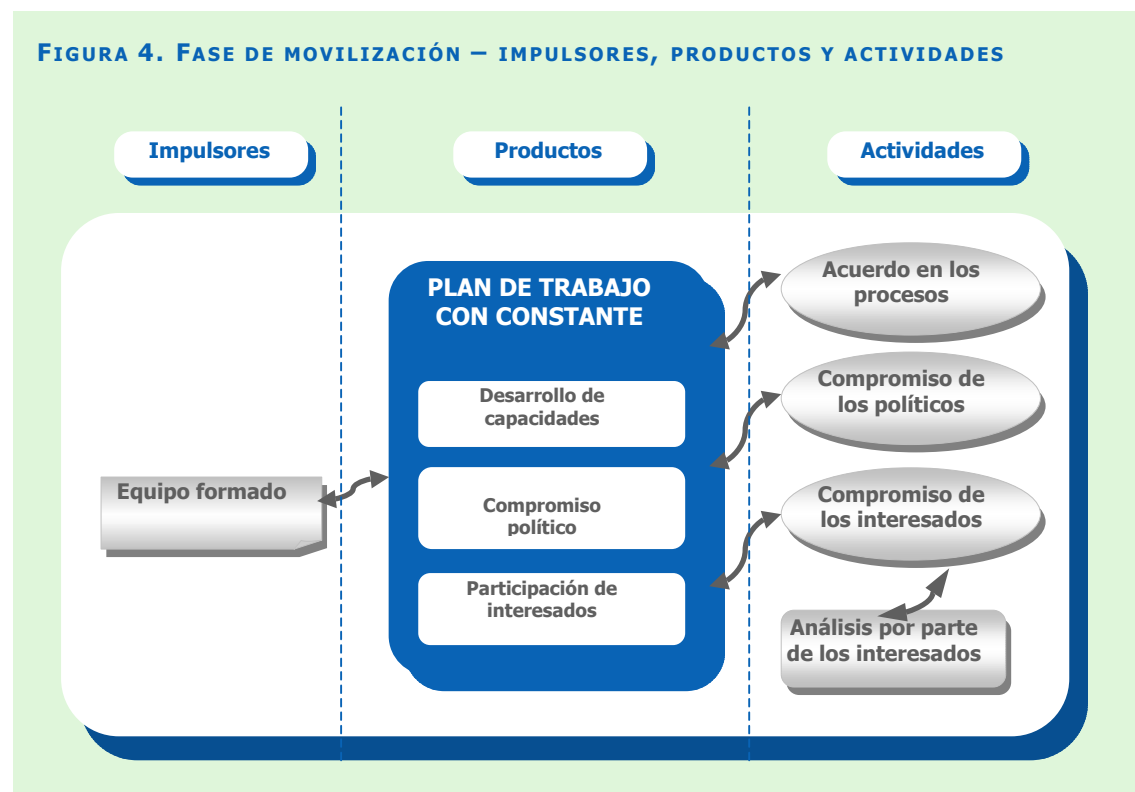 FIGURA 4. FASE DE MOVILIZACIÓN – IMPULSORES, PRODUCTOS Y ACTIVIDADES
Impulsores
Productos
Actividades
Equipo formado
PLAN DE TRABAJO
CON CONSTANTE
Desarrollo de
capacidades
Compromiso
político
Participación de
interesados
Acuerdo en los
procesos
Compromiso de
los políticos
Compromiso de
los interesados
Análisis por parte
de los interesados